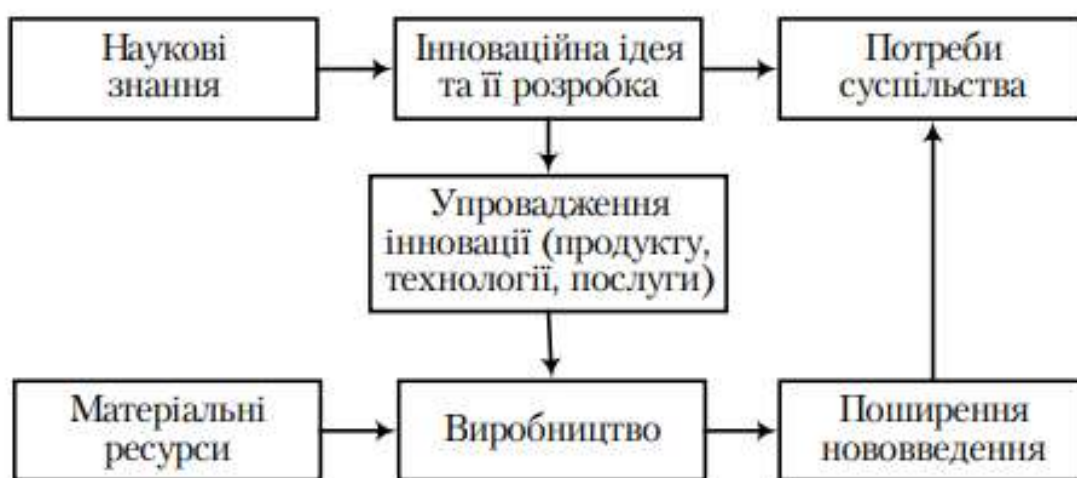 Наукові
знання
Інноваційна ідея
та її розробка
Потреби
суспільства
Упровадження
інновації (продукту,
технології, послуги)
Матеріальні
ресурси
Виробництво
Поширення
нововведення